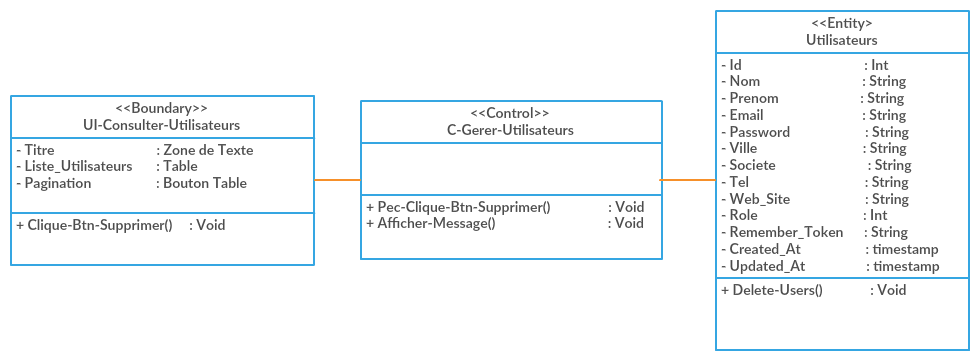 <<Boundary>>
UI-Consulter-Utilisateurs
- Titre : Zone de Texte
- Liste_Utilisateurs : Table
- Pagination : Bouton Table
+ Clique-Btn-Supprimer() : Void
<<Control>>
C-Gerer-Utilisateurs
+ Pec-Clique-Btn-Supprimer() : Void
+ Afficher-Message() : Void
<<Entity>
Utilisateurs
- Id : Int
- Nom : String
- Prenom : String
- Email : String
- Password : String
- Ville : String
- Societe : String
- Tel : String
- Web_Site : String
- Role : Int
- Remember_Token : String
- Created_At : timestamp
- Updated_At : timestamp
+ Delete-Users() : Void